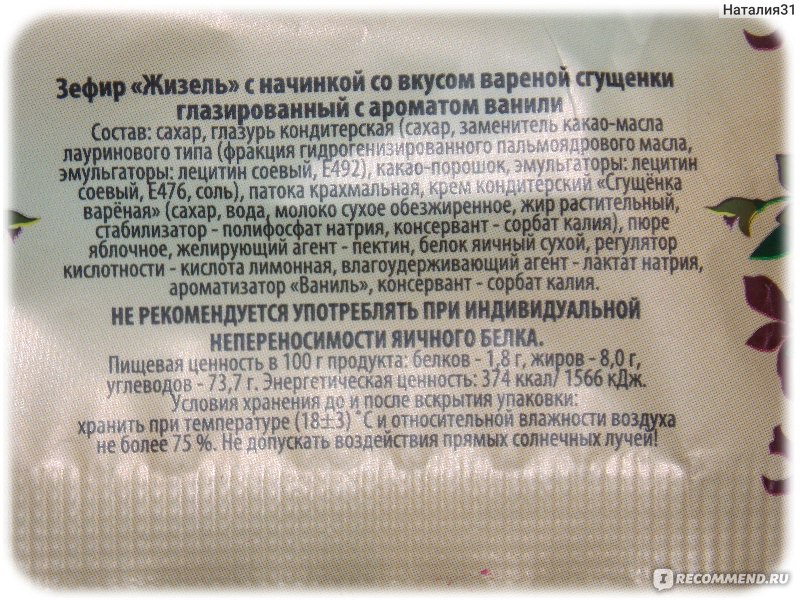 Наталия31
Зефир «Жизель» с начинкой со вкусом вареной сгущенки
глазированный с ароматом ванили
Состав: сахар, глазурь кондитерская (сахар, заменитель какао-масла
лауринового типа (фракция гидрогенизированного пальмоядрового масла,
эмульгаторы: лецитин соевый, Е492), какао-порошок, эмульгаторы: лецитин
соевый, Е476, соль), патока крахмальная, крем кондитерский «Сгущёнка
варёная» (сахар, вода, молоко сухое обезжиренное, жир растительный,
стабилизатор - полифосфат натрия, консервант - сорбат калия), пюре
яблочное, желирующий агент - пектин, белок яичный сухой, регулятор
кислотности - кислота лимонная, влагоудерживающий агент - лактат натрия,
ароматизатор «Ваниль», консервант - сорбат калия.
НЕ РЕКОМЕНДУЕТСЯ УПОТРЕБЛЯТЬ ПРИ ИНДИВИДУАЛЬНОЙ
НЕПЕРЕНОСИМОСТИ ЯИЧНОГО БЕЛКА.
Пищевая ценность в 100 г продукта: белков - 1,8 г, жиров - 8,0 г,
углеводов - 73,7 г. Энергетическая ценность: 374 ккал/ 1566 кДж.
Условия хранения до и после вскрытия упаковки:
хранить при температуре (18±3) °С и относительной влажности воздуха
не более 75 %. Не допускать воздействия прямых солнечных лучей!
IRECOMMEND.RU